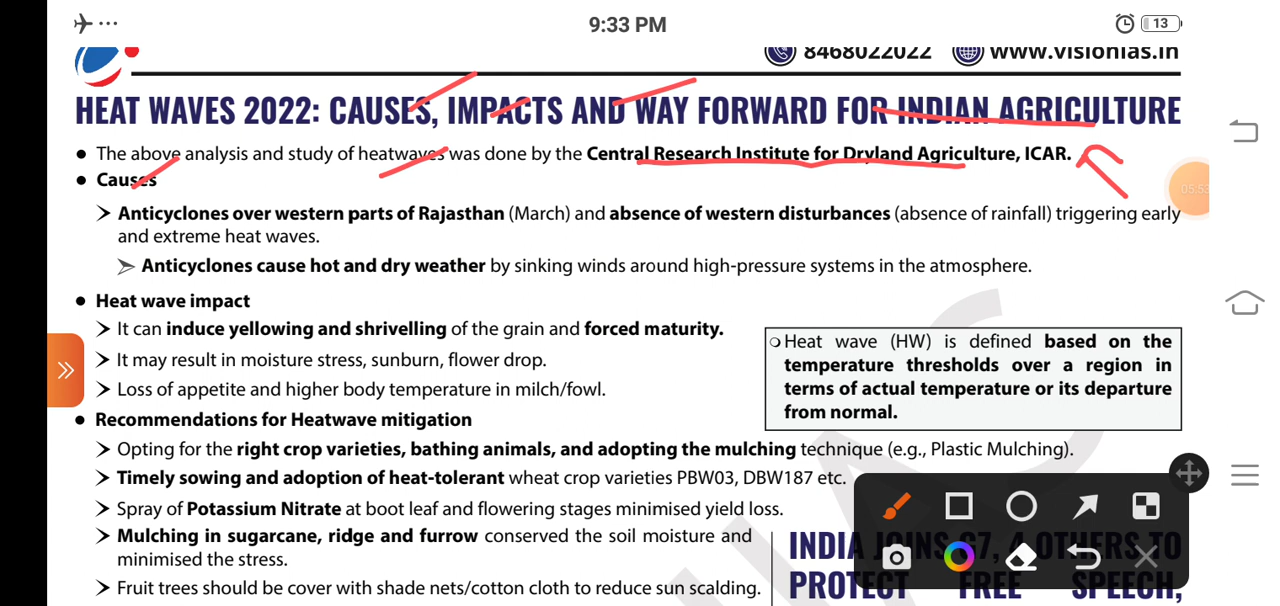 9:33 PM
13
8468022022 www.visionias.in
HEAT WAVES 2022: CAUSES, IMPACTS AND WAY FORWARD FOR INDIAN AGRICULTURE
• The above analysis and study of heatwaves was done by the Central Research Institute for Dryland Agriculture, ICAR.
• Causes
➢ Anticyclones over western parts of Rajasthan (March) and absence of western disturbances (absence of rainfall) triggering early
and extreme heat waves.
➢ Anticyclones cause hot and dry weather by sinking winds around high-pressure systems in the atmosphere.
• Heat wave impact
➢ It can induce yellowing and shrivelling of the grain and forced maturity.
➢ It may result in moisture stress, sunburn, flower drop.
➢ Loss of appetite and higher body temperature in milch/fowl.
○ Heat wave (HW) is defined based on the
temperature thresholds over a region in
terms of actual temperature or its departure
from normal.
• Recommendations for Heatwave mitigation
➢ Opting for the right crop varieties, bathing animals, and adopting the mulching technique (e.g., Plastic Mulching).
➢ Timely sowing and adoption of heat-tolerant wheat crop varieties PBW03, DBW187 etc.
➢ Spray of Potassium Nitrate at boot leaf and flowering stages minimised yield loss.
➢ Mulching in sugarcane, ridge and furrow conserved the soil moisture and
minimised the stress.
➢ Fruit trees should be cover with shade nets/cotton cloth to reduce sun scalding.
INDIA JOINS G7, 4 OTHERS TO
PROTECT FREE SPEECH,
05:53